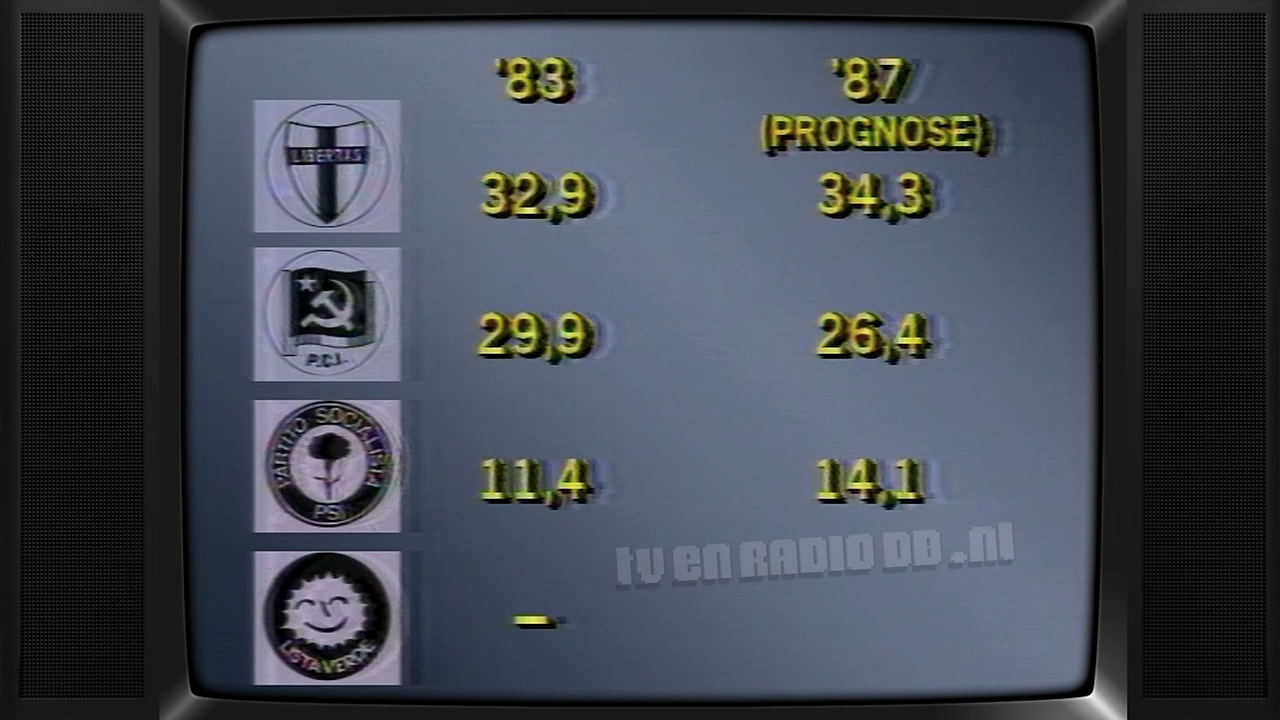 '83 '87
(PROGNOSE)
LIBERTAS
32,9 34,3
P.C.I.
29,9 26,4
PARTITO SOCIALISTA
PSI
11,4 14,1
tv en RADIO DB .nl
–
LISTA VERDE